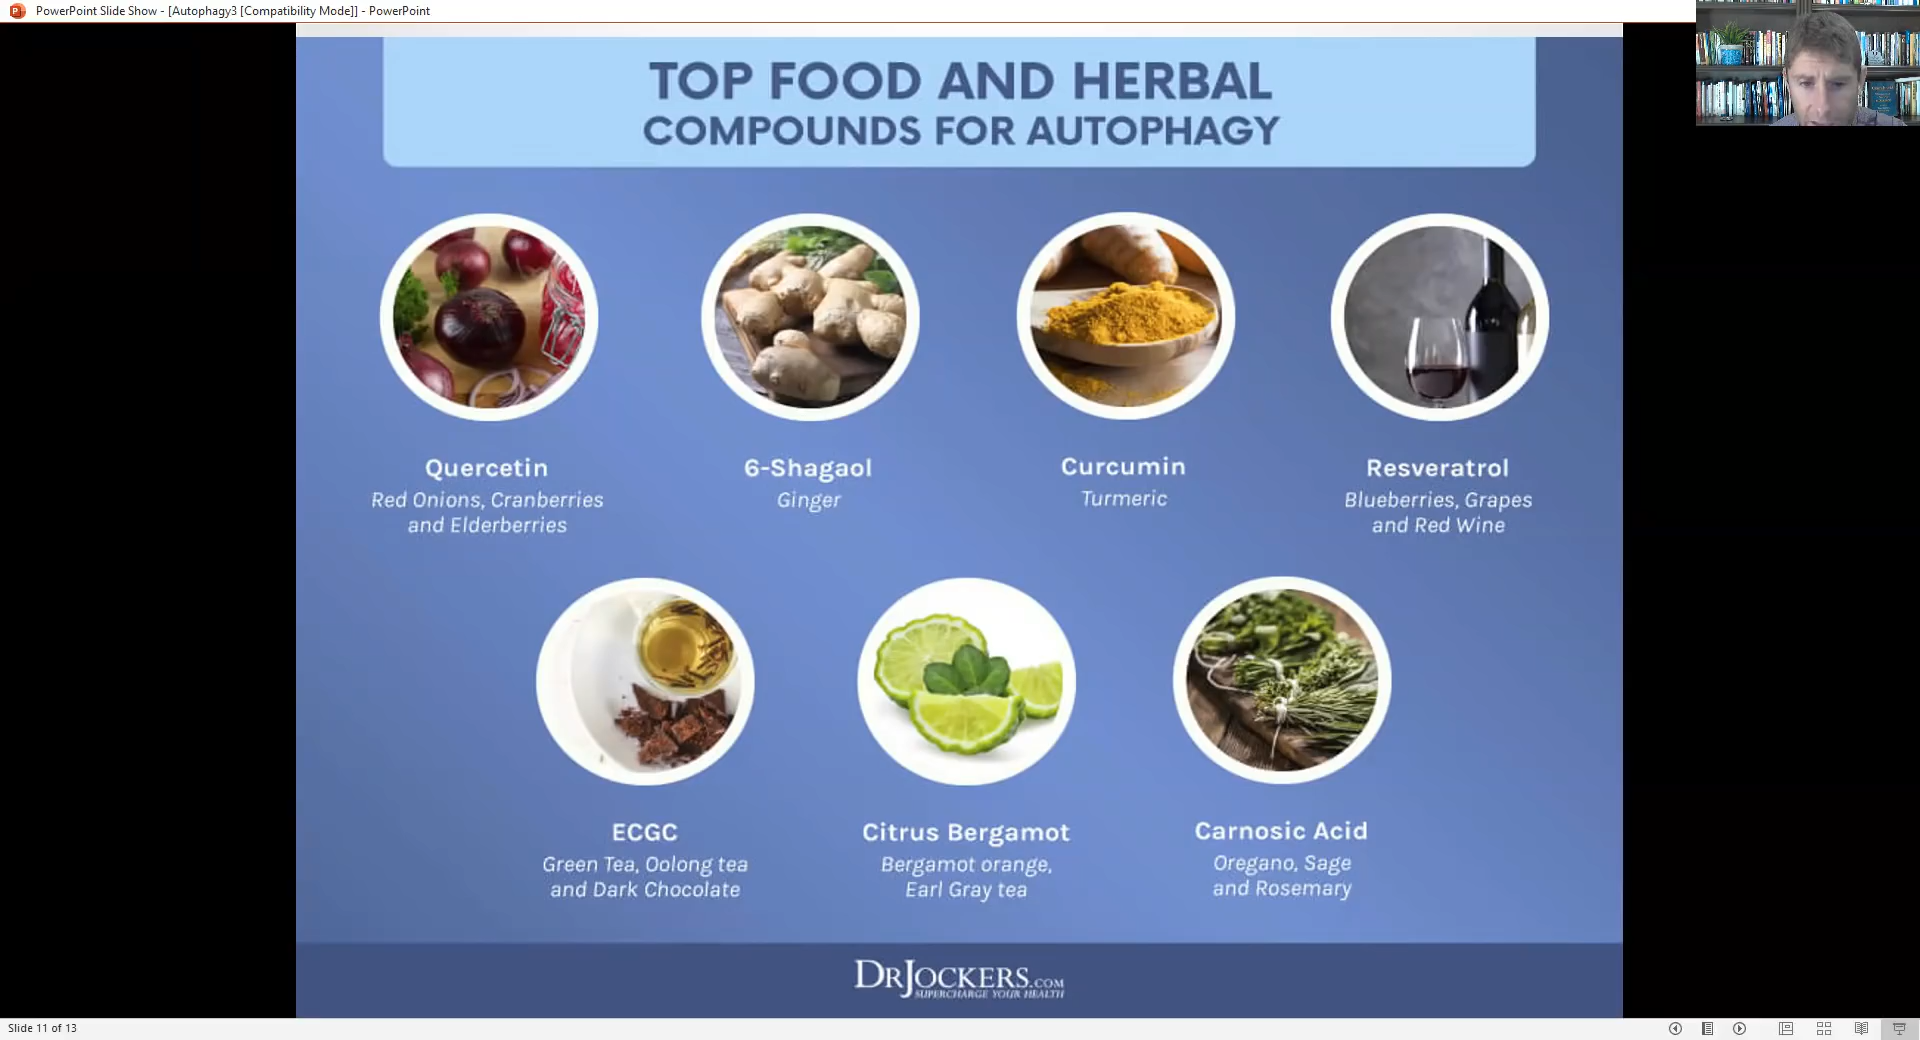 PowerPoint Slide Show - [Autophagy3 [Compatibility Mode]] - PowerPoint
TOP FOOD AND HERBAL
COMPOUNDS FOR AUTOPHAGY
Quercetin
Red Onions, Cranberries
and Elderberries
6-Shagaol
Ginger
Curcumin
Turmeric
Resveratrol
Blueberries, Grapes
and Red Wine
ECGC
Green Tea, Oolong tea
and Dark Chocolate
Citrus Bergamot
Bergamot orange,
Earl Gray tea
Carnosic Acid
Oregano, Sage
and Rosemary
DRJOCKERS.COM
SUPERCHARGE YOUR HEALTH
Slide 11 of 13